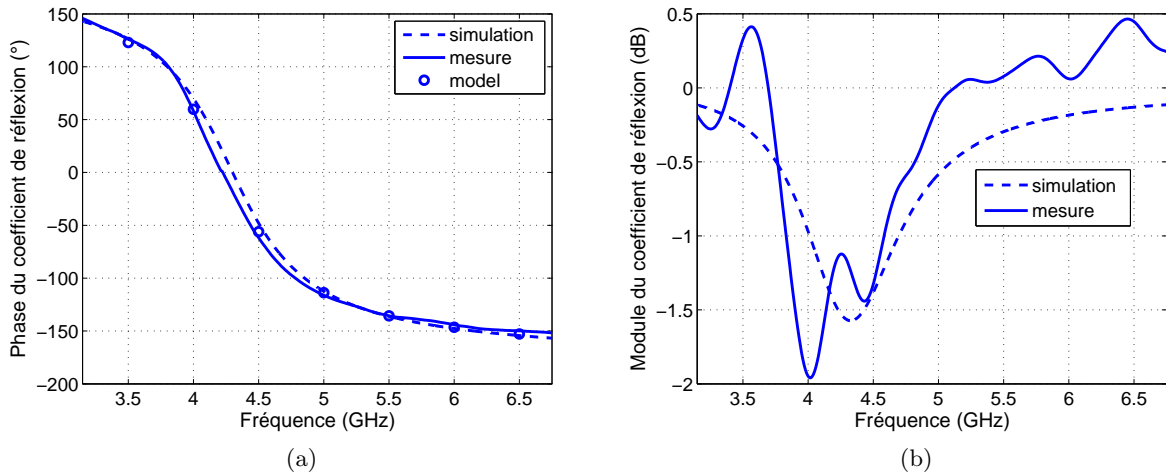 150
100
50
0
−50
−100
−150
−200
Phase du coefficient de réflexion (°)
simulation
mesure
model
3.5 4 4.5 5 5.5 6 6.5
Fréquence (GHz)
(a)
0.5
0
−0.5
−1
−1.5
−2
Module du coefficient de réflexion (dB)
simulation
mesure
3.5 4 4.5 5 5.5 6 6.5
Fréquence (GHz)
(b)